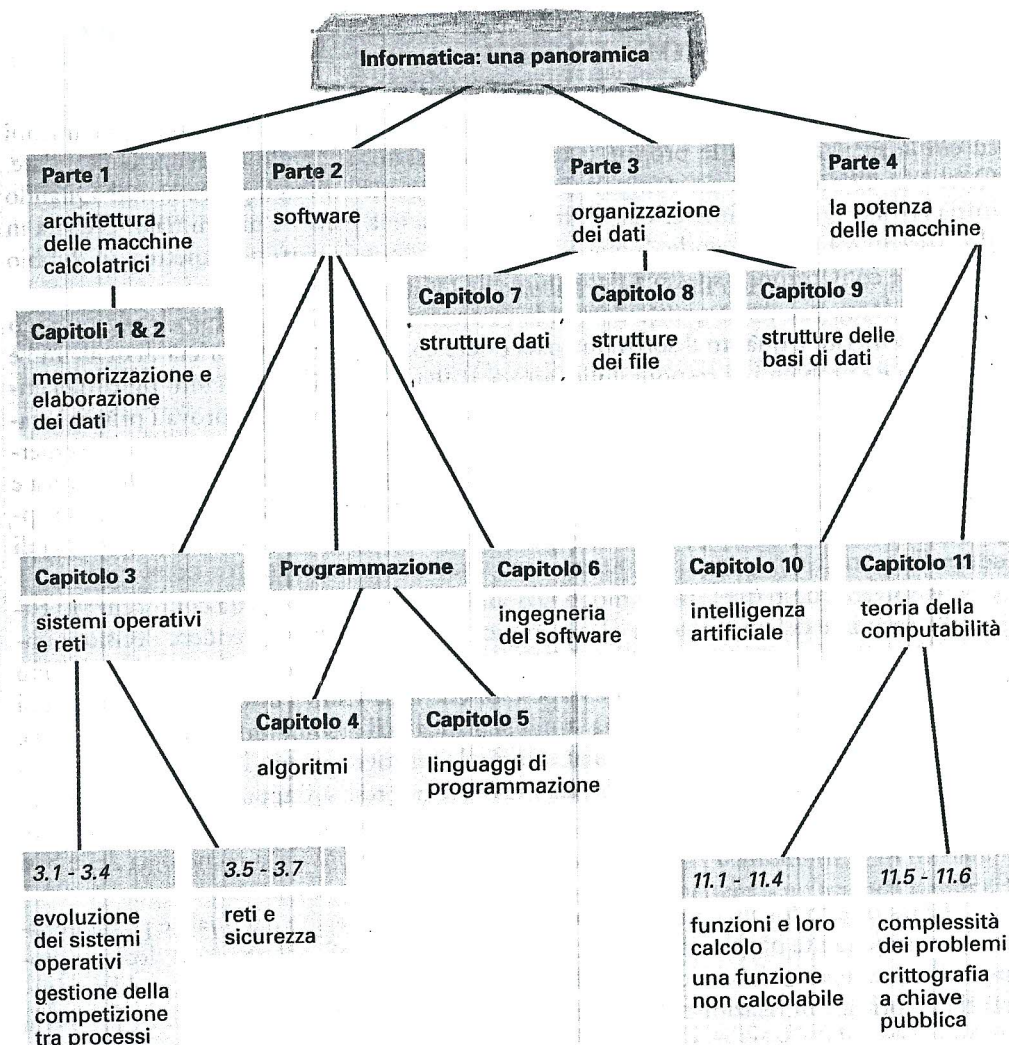 Informatica: una panoramica
Parte 1
architettura
delle macchine
calcolatrici
Capitoli 1 & 2
memorizzazione e
elaborazione
dei dati
Parte 2
software
Parte 3
organizzazione
dei dati
Capitolo 7
strutture dati
Capitolo 8
strutture
dei file
Capitolo 9
strutture delle
basi di dati
Parte 4
la potenza
delle macchine
Capitolo 3
sistemi operativi
e reti
Programmazione
Capitolo 6
ingegneria
del software
Capitolo 4
algoritmi
Capitolo 5
linguaggi di
programmazione
3.1 - 3.4
evoluzione
dei sistemi
operativi
gestione della
competizione
tra processi
3.5 - 3.7
reti e
sicurezza
Capitolo 10
intelligenza
artificiale
Capitolo 11
teoria della
computabilità
11.1 - 11.4
funzioni e loro
calcolo
una funzione
non calcolabile
11.5 - 11.6
complessità
dei problemi
crittografia
a chiave
pubblica